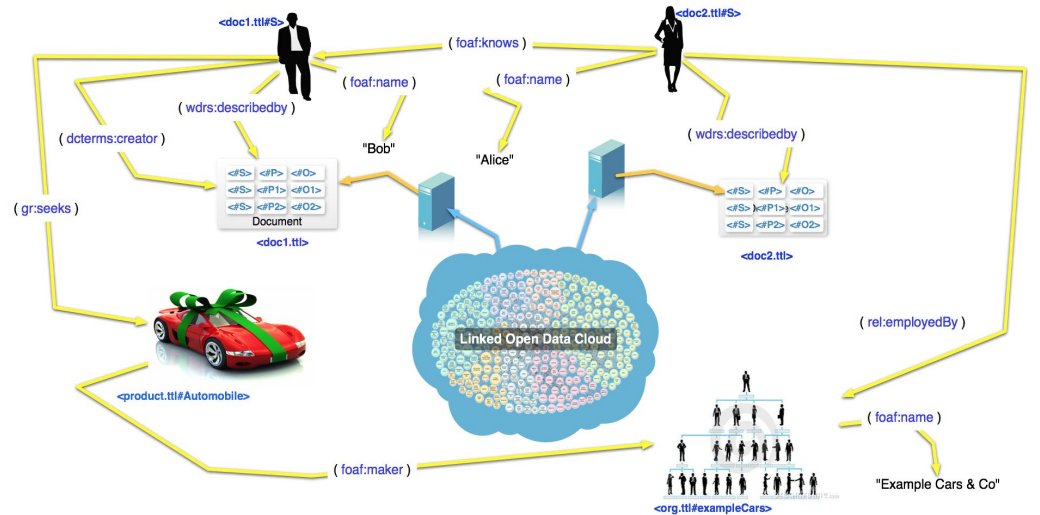 <doc1.ttl#S>
<doc2.ttl#S>
( foaf:knows )
( foaf:name )
( foaf:name )
( wdrs:describedby )
( dcterms:creator )
( wdrs:describedby )
"Bob"
"Alice"
<#S> <#P> <#O>
<#S> <#P1> <#O1>
<#S> <#P2> <#O2>
Document
<doc1.ttl>
<#S> <#P> <#O>
<#S> <#P1> <#O1>
<#S> <#P2> <#O2>
<doc2.ttl>
( gr:seeks )
Linked Open Data Cloud
( rel:employedBy )
<product.ttl#Automobile>
( foaf:name )
( foaf:maker )
"Example Cars & Co"
<org.ttl#exampleCars>